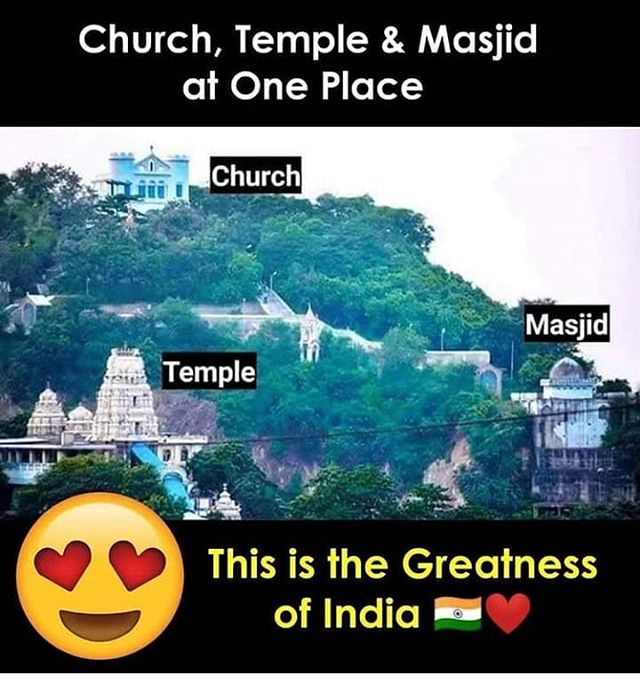 Church, Temple & Masjid
at One Place
Church
Masjid
Temple
This is the Greatness
of India 🇮🇳❤️